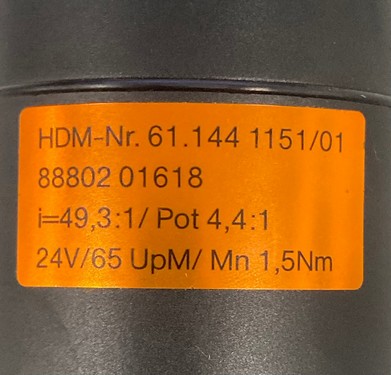 HDM-Nr. 61.144 1151/01
88802 01618
i=49,3:1/ Pot 4,4:1
24V/65 UpM/ Mn 1,5Nm